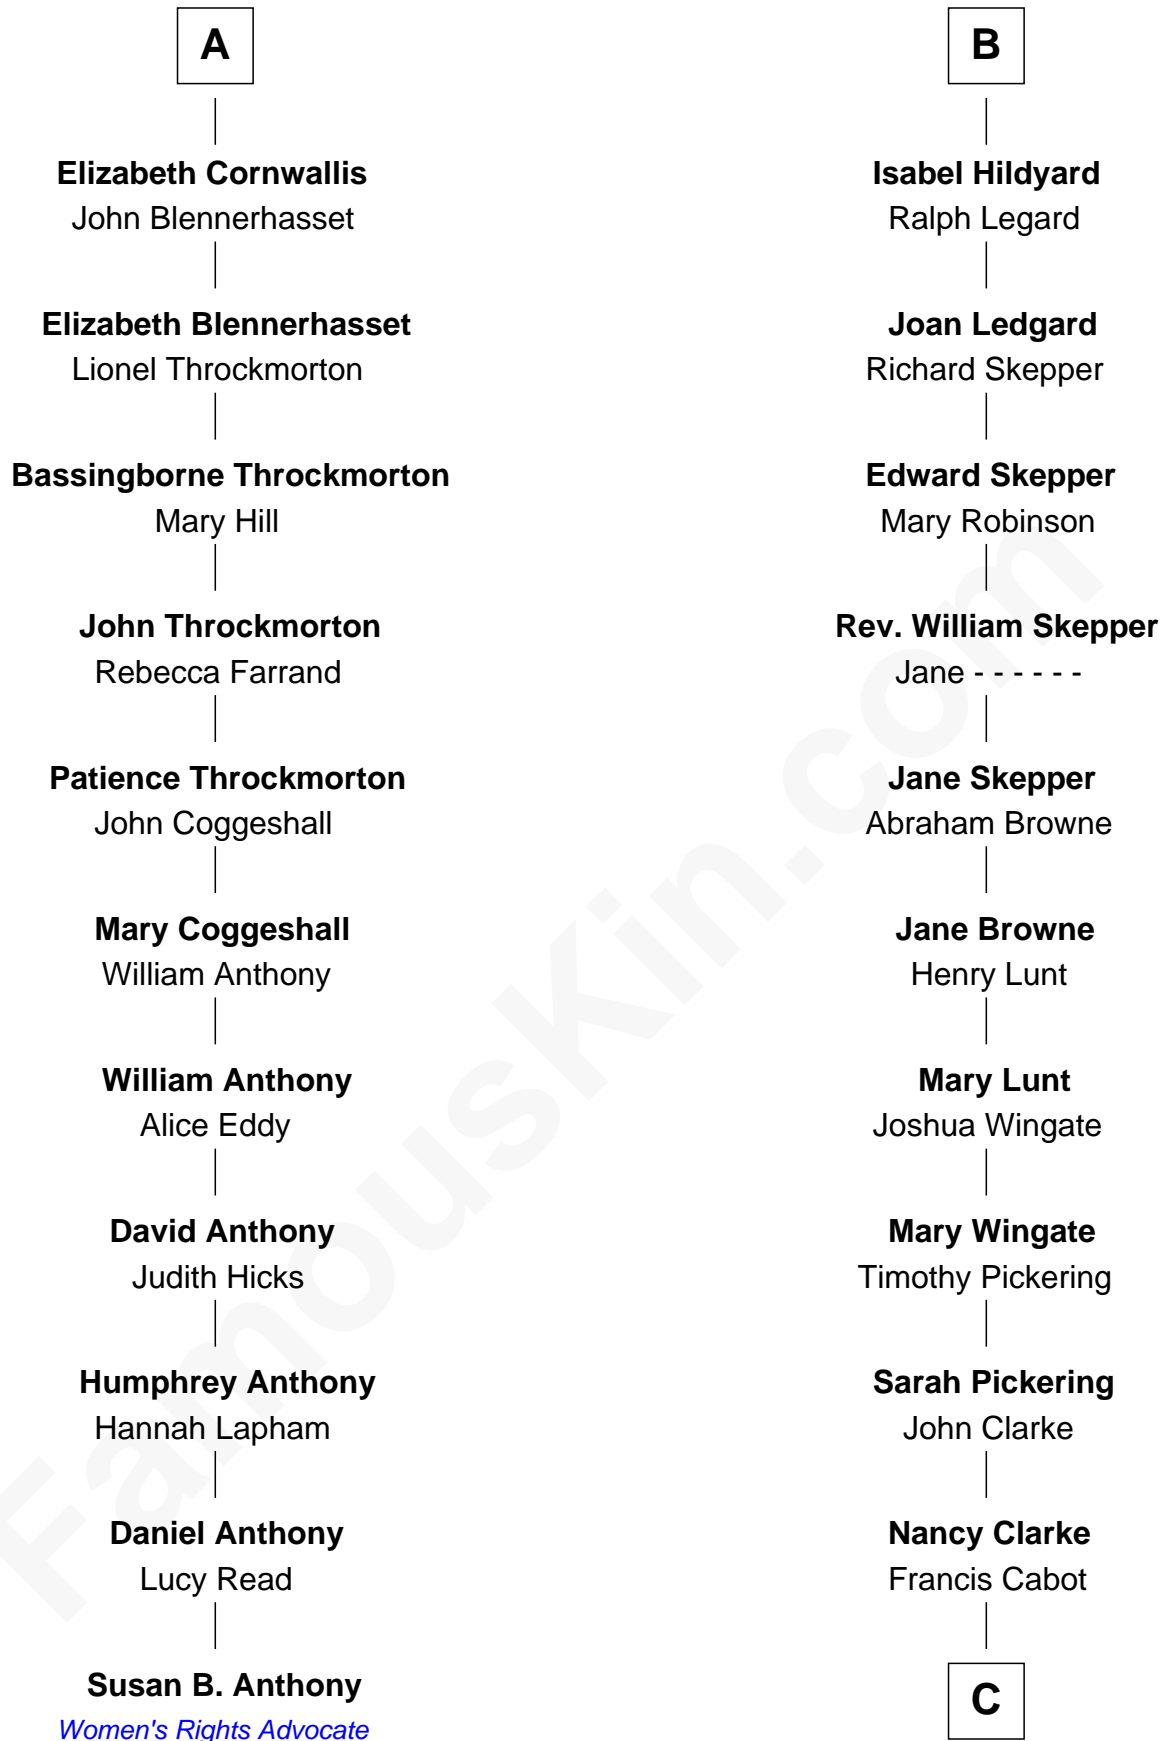 A
Elizabeth Cornwallis
John Blennerhasset
Elizabeth Blennerhasset
Lionel Throckmorton
Bassingborne Throckmorton
Mary Hill
John Throckmorton
Rebecca Farrand
Patience Throckmorton
John Coggeshall
Mary Coggeshall
William Anthony
William Anthony
Alice Eddy
David Anthony
Judith Hicks
Humphrey Anthony
Hannah Lapham
Daniel Anthony
Lucy Read
Susan B. Anthony
Women's Rights Advocate
B
Isabel Hildyard
Ralph Legard
Joan Ledgard
Richard Skepper
Edward Skepper
Mary Robinson
Rev. William Skepper
Jane - - - - - -
Jane Skepper
Abraham Browne
Jane Browne
Henry Lunt
Mary Lunt
Joshua Wingate
Mary Wingate
Timothy Pickering
Sarah Pickering
John Clarke
Nancy Clarke
Francis Cabot
C
FamousKin.com